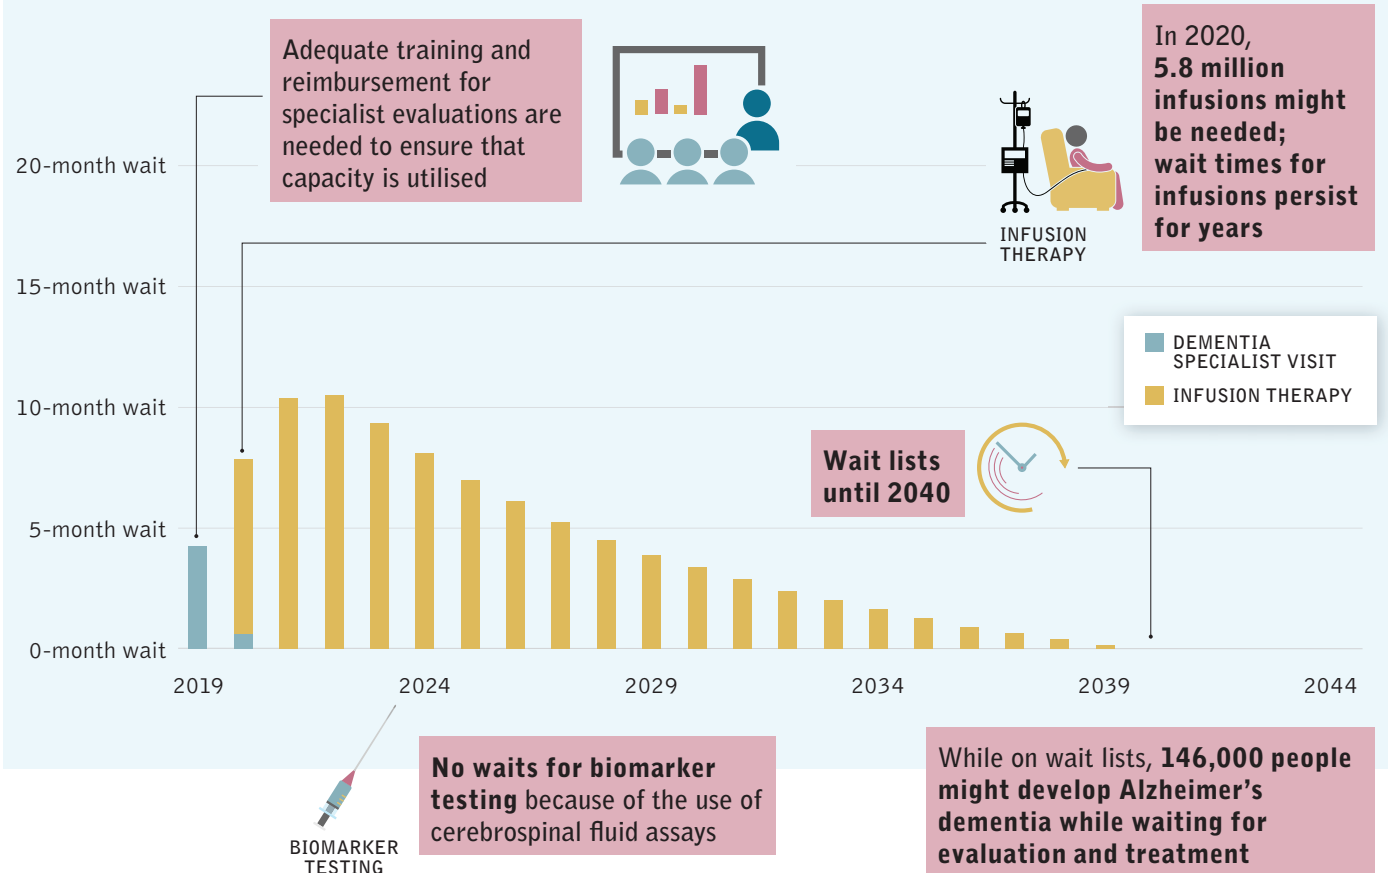 Adequate training and
reimbursement for
specialist evaluations are
needed to ensure that
capacity is utilised
In 2020,
5.8 million
infusions might
be needed;
wait times for
infusions persist
for years
INFUSION
THERAPY
20-month wait
15-month wait
10-month wait
5-month wait
0-month wait
DEMENTIA
SPECIALIST VISIT
INFUSION THERAPY
Wait lists
until 2040
2019
2024
2029
2034
2039
2044
BIOMARKER
TESTING
No waits for biomarker
testing because of the use of
cerebrospinal fluid assays
While on wait lists, 146,000 people
might develop Alzheimer’s
dementia while waiting for
evaluation and treatment